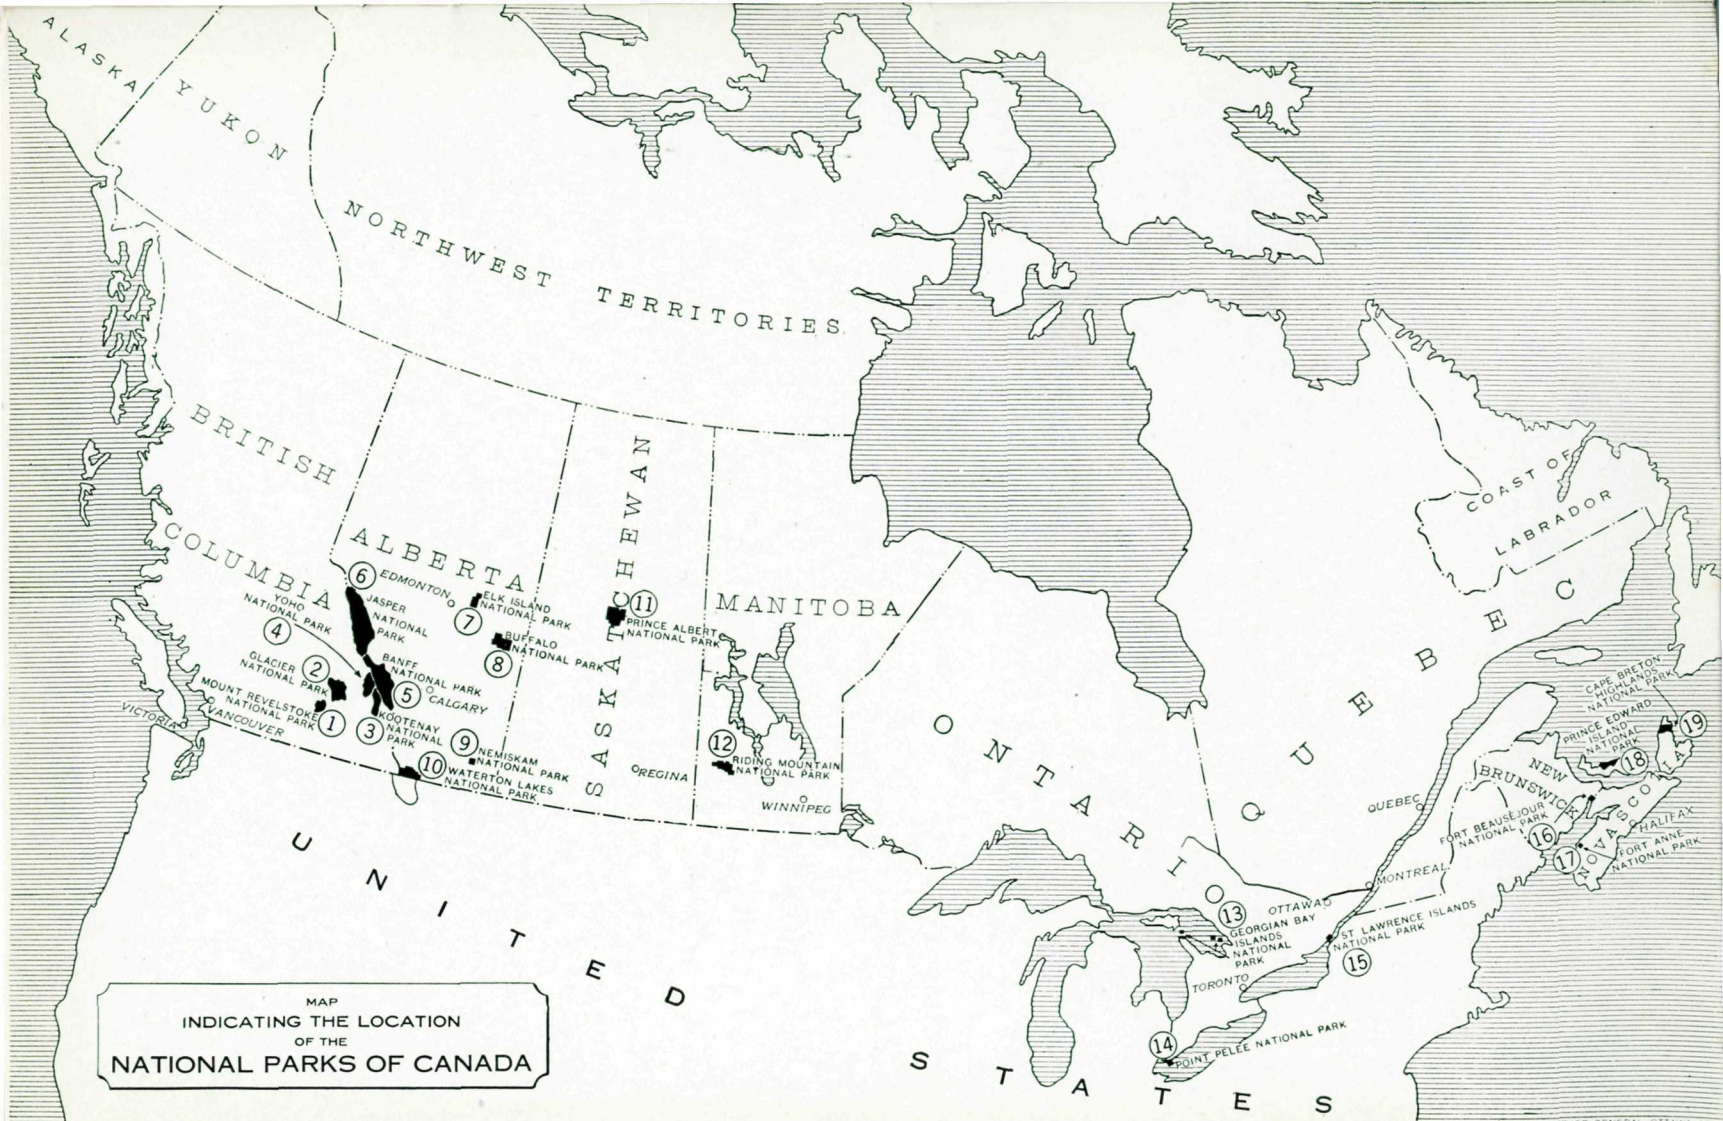 ALASKA
YUKON
NORTHWEST TERRITORIES
BRITISH
COLUMBIA
ALBERTA
SASKATCHEWAN
MANITOBA
ONTARIO
QUEBEC
COAST OF
LABRADOR
NEW
BRUNSWICK
NOVA SCOTIA
6
EDMONTON
JASPER
NATIONAL
PARK
7
ELK ISLAND
NATIONAL PARK
8
BUFFALO
NATIONAL PARK
11
PRINCE ALBERT
NATIONAL PARK
YOHO
NATIONAL PARK
4
GLACIER
NATIONAL PARK
2
MOUNT REVELSTOKE
NATIONAL PARK
1
BANFF
NATIONAL PARK
5
CALGARY
3
KOOTENAY
NATIONAL
PARK
VICTORIA
VANCOUVER
9
NEMISKAM
NATIONAL PARK
10
WATERTON LAKES
NATIONAL PARK
REGINA
12
RIDING MOUNTAIN
NATIONAL PARK
WINNIPEG
CAPE BRETON
HIGHLANDS
NATIONAL PARK
19
PRINCE EDWARD
ISLAND
NATIONAL
PARK
18
QUEBEC
FORT BEAUSÉJOUR
NATIONAL PARK
16
HALIFAX
17
FORT ANNE
NATIONAL PARK
MONTREAL
OTTAWA
13
GEORGIAN BAY
ISLANDS
NATIONAL
PARK
ST LAWRENCE ISLANDS
NATIONAL PARK
15
TORONTO
14
POINT PELEE NATIONAL PARK
UNITED
STATES
MAP
INDICATING THE LOCATION
OF THE
NATIONAL PARKS OF CANADA